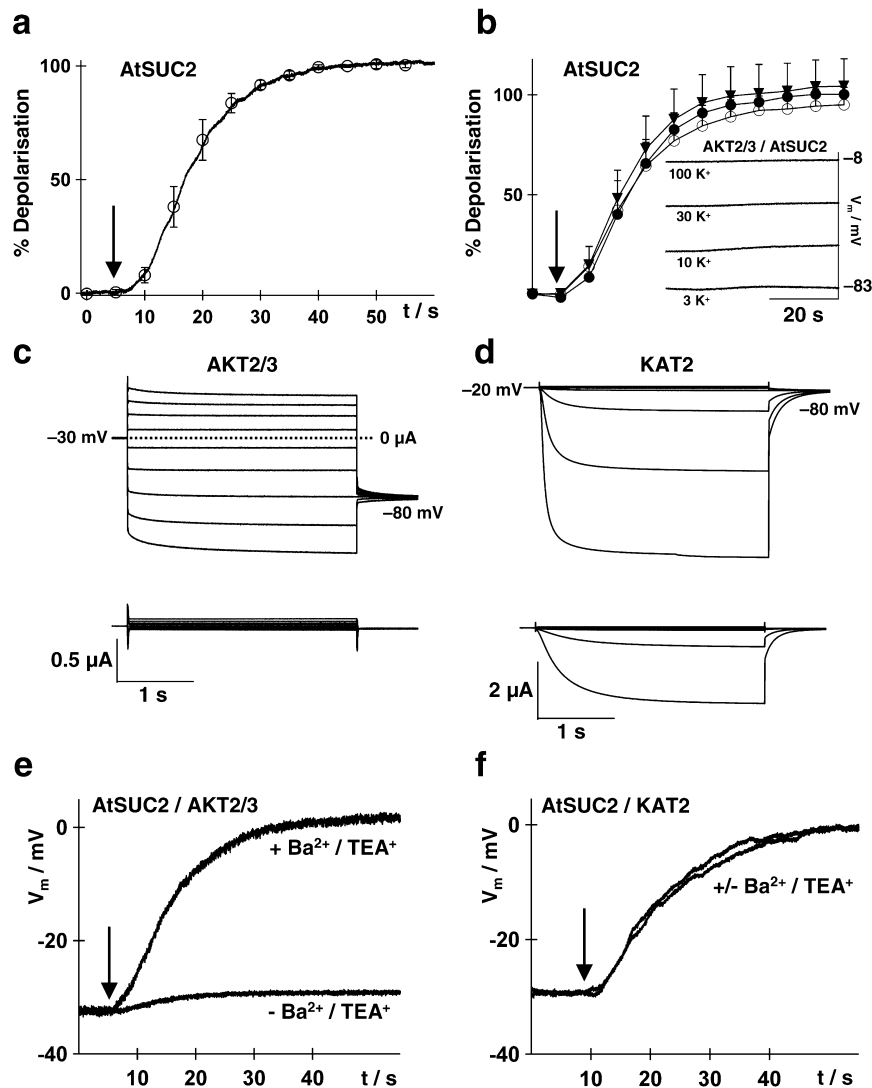 a
AtSUC2
% Depolarisation
100
50
0
0
10
20
30
40
50
t / s
b
AtSUC2
% Depolarisation
100
50
AKT2/3 / AtSUC2
100 K⁺
30 K⁺
10 K⁺
3 K⁺
–8
–83
Vₘ / mV
20 s
c
AKT2/3
–30 mV
0 µA
–80 mV
0.5 µA
1 s
d
KAT2
–20 mV
–80 mV
2 µA
1 s
e
AtSUC2 / AKT2/3
Vₘ / mV
0
-20
-40
+ Ba²⁺ / TEA⁺
- Ba²⁺ / TEA⁺
10
20
30
40
t / s
f
AtSUC2 / KAT2
Vₘ / mV
0
-20
-40
+/- Ba²⁺ / TEA⁺
10
20
30
40
t / s